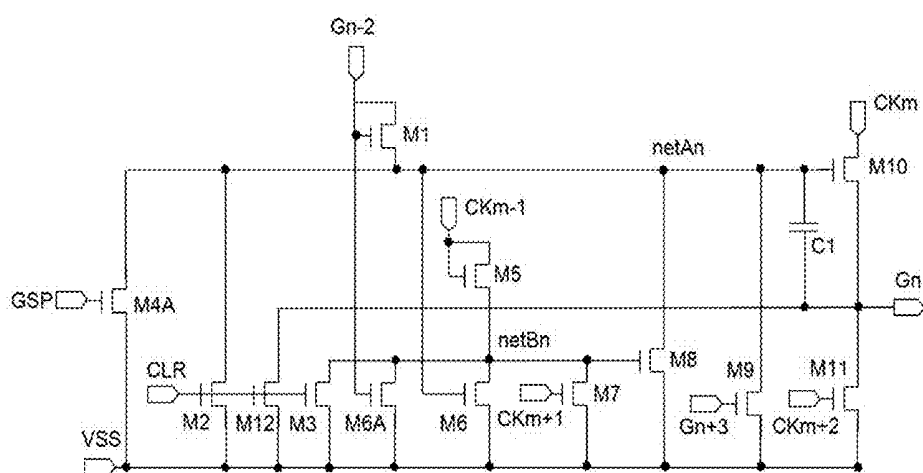 Gn-2
CKm
M1
netAn
M10
CKm-1
C1
M5
GSP
M4A
Gn
netBn
M8
M9
M11
CLR
M7
M2
M12
M3
M6A
M6
CKm+1
Gn+3
CKm+2
VSS